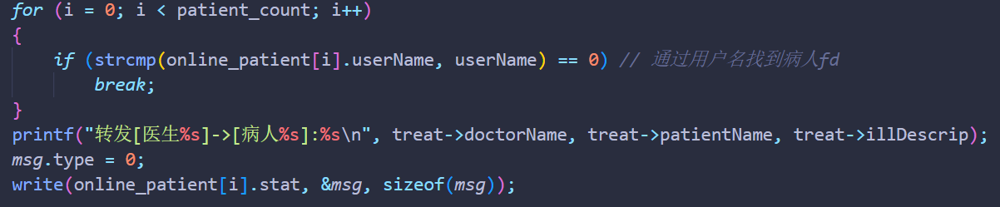 for (i = 0; i < patient_count; i++)
{
    if (strcmp(online_patient[i].userName, userName) == 0) // 通过用户名找到病人fd
        break;
}
printf("转发[医生%s]->[病人%s]:%s\n", treat->doctorName, treat->patientName, treat->illDescrip);
msg.type = 0;
write(online_patient[i].stat, &msg, sizeof(msg));